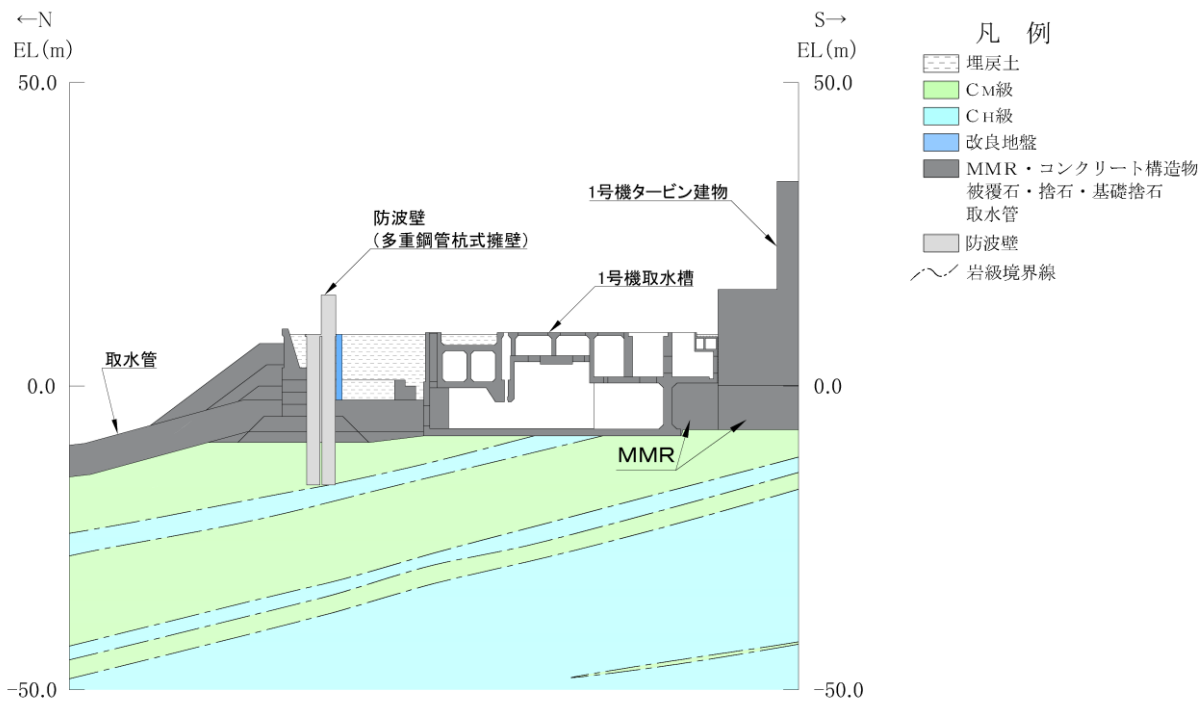 ←N
EL(m)
50.0
0.0
-50.0
S→
EL(m)
50.0
0.0
-50.0
防波壁
(多重鋼管杭式擁壁)
取水管
1号機タービン建物
1号機取水槽
MMR
凡 例
埋戻土
CM級
CH級
改良地盤
MMR・コンクリート構造物
被覆石・捨石・基礎捨石
取水管
防波壁
岩級境界線